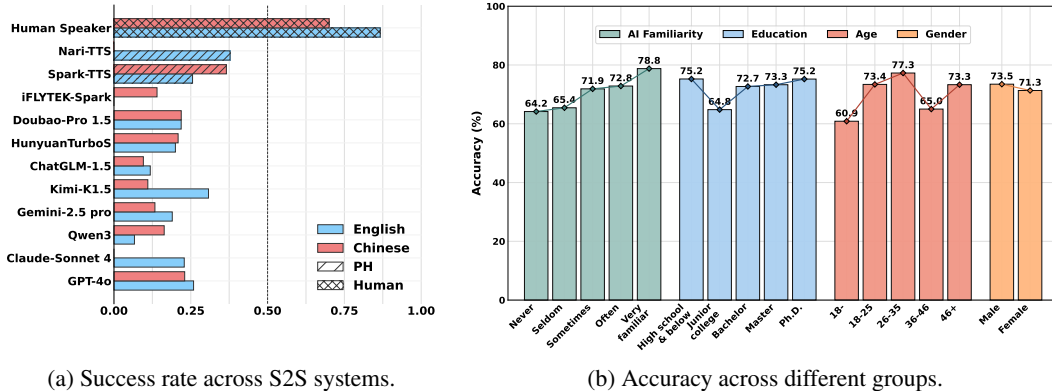 Human Speaker
Nari-TTS
Spark-TTS
iFLYTEK-Spark
Doubao-Pro 1.5
HunyuanTurboS
ChatGLM-1.5
Kimi-K1.5
Gemini-2.5 pro
Qwen3
Claude-Sonnet 4
GPT-4o
English
Chinese
PH
Human
0.00 0.25 0.50 0.75 1.00
(a) Success rate across S2S systems.
Accuracy (%)
100
80
60
40
20
0
AI Familiarity Education Age Gender
64.2 65.4 71.9 72.8 78.8 75.2 64.8 72.7 73.3 75.2 60.9 73.4 77.3 65.0 73.3 73.5 71.3
Never
Seldom
Sometimes
Often
Very
familiar
High school
& below
Junior
college
Bachelor
Master
Ph.D.
18-
18-25
26-35
36-46
46+
Male
Female
(b) Accuracy across different groups.